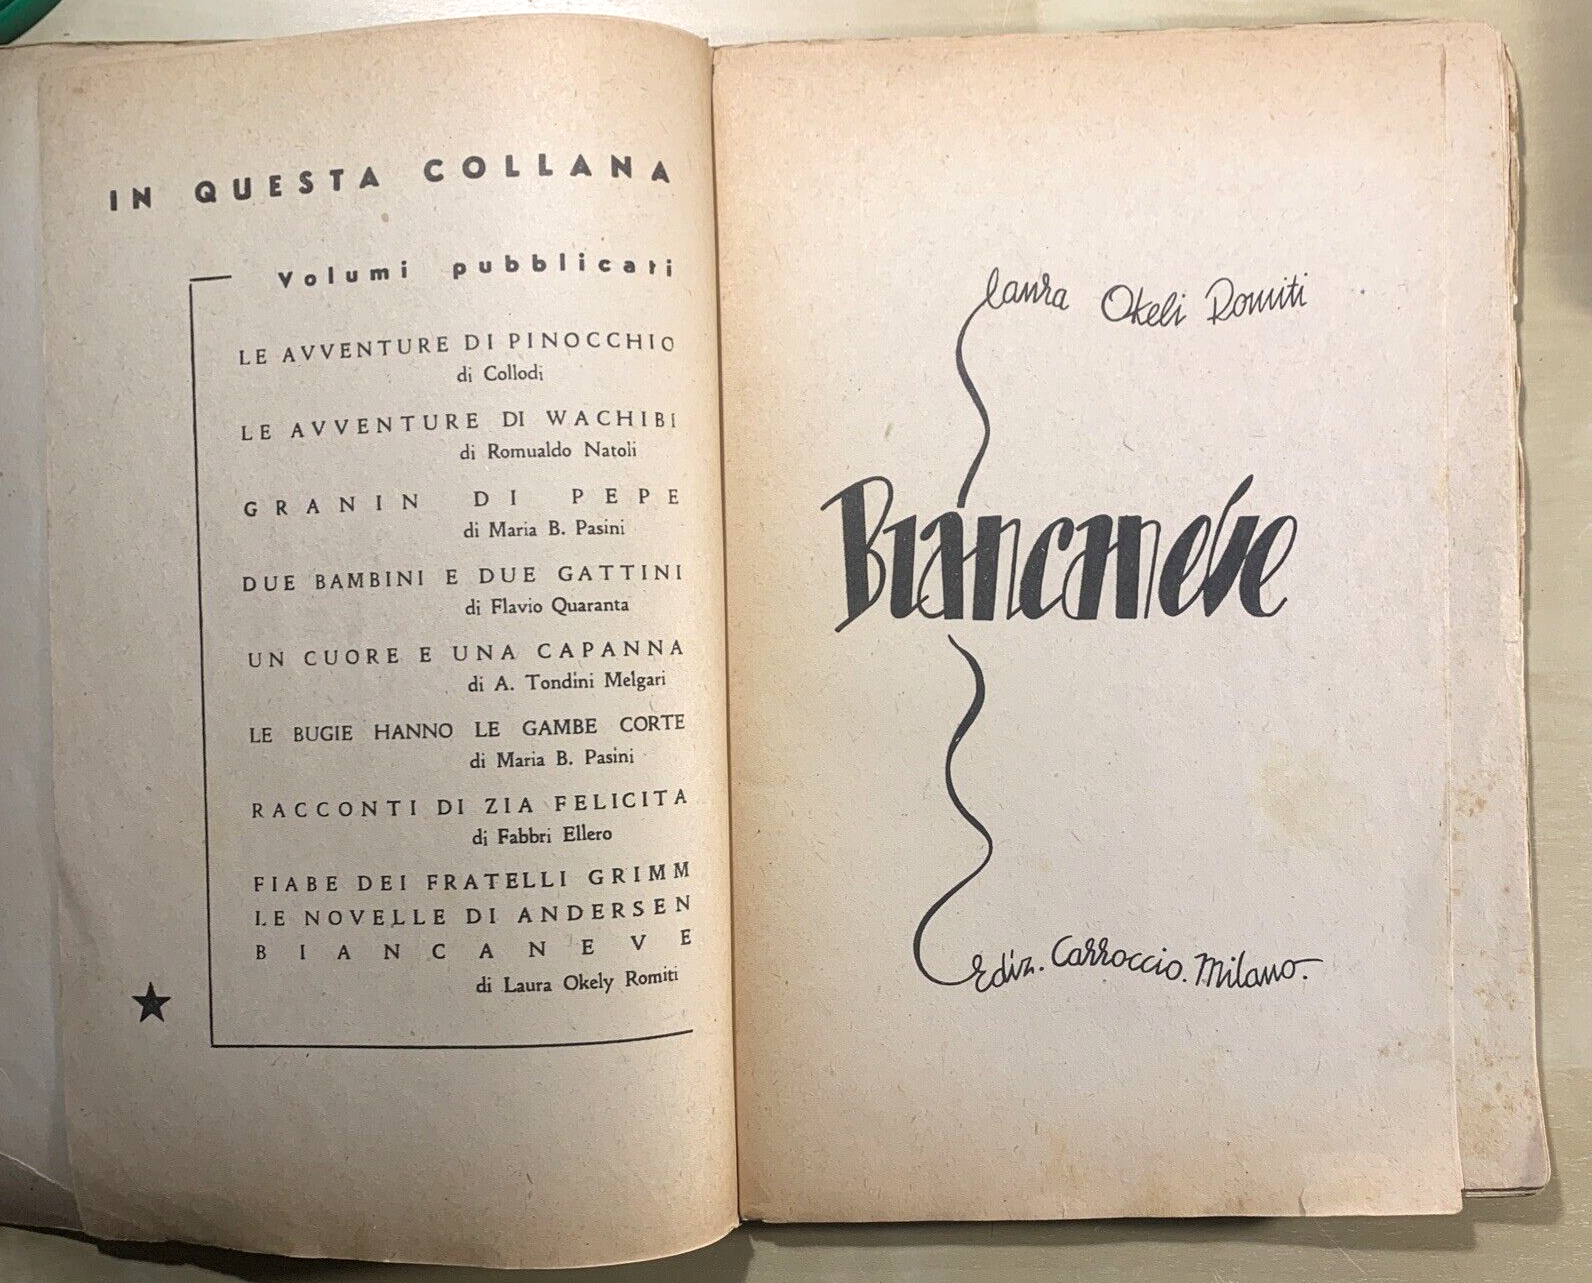 IN QUESTA COLLANA
Volumi pubblicati
LE AVVENTURE DI PINOCCHIO
di Collodi
LE AVVENTURE DI WACHIBI
di Romualdo Natoli
GRANIN DI PEPE
di Maria B. Pasini
DUE BAMBINI E DUE GATTINI
di Flavio Quaranta
UN CUORE E UNA CAPANNA
di A. Tondini Melgari
LE BUGIE HANNO LE GAMBE CORTE
di Maria B. Pasini
RACCONTI DI ZIA FELICITA
di Fabbri Ellero
FIABE DEI FRATELLI GRIMM
LE NOVELLE DI ANDERSEN
BIANCANEVE
di Laura Okely Romiti
Laura Okeli Romiti
Biancaneve
Ediz. Carroccio. Milano.